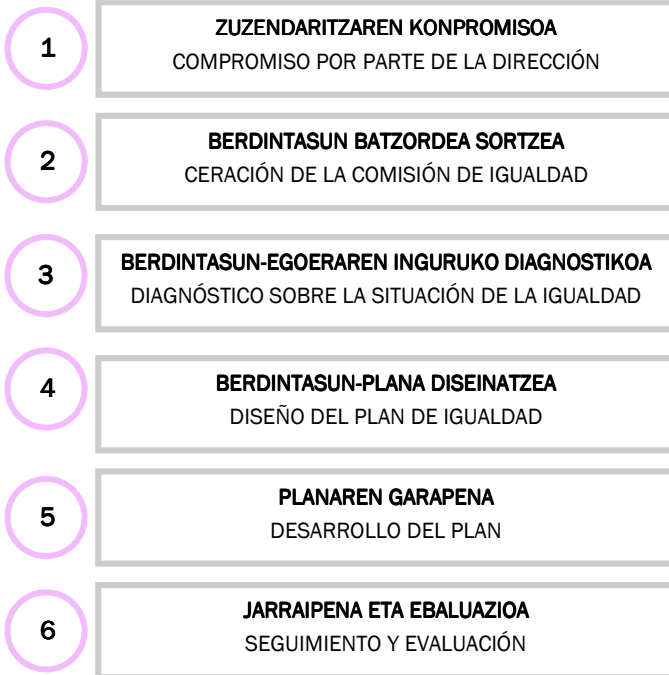 1
ZUZENDARITZAREN KONPROMISOA
COMPROMISO POR PARTE DE LA DIRECCIÓN
2
BERDINTASUN BATZORDEA SORTZEA
CERACIÓN DE LA COMISIÓN DE IGUALDAD
3
BERDINTASUN-EGOERAREN INGURUKO DIAGNOSTIKOA
DIAGNÓSTICO SOBRE LA SITUACIÓN DE LA IGUALDAD
4
BERDINTASUN-PLANA DISEINATZEA
DISEÑO DEL PLAN DE IGUALDAD
5
PLANAREN GARAPENA
DESARROLLO DEL PLAN
6
JARRAIPENA ETA EBALUAZIOA
SEGUIMIENTO Y EVALUACIÓN